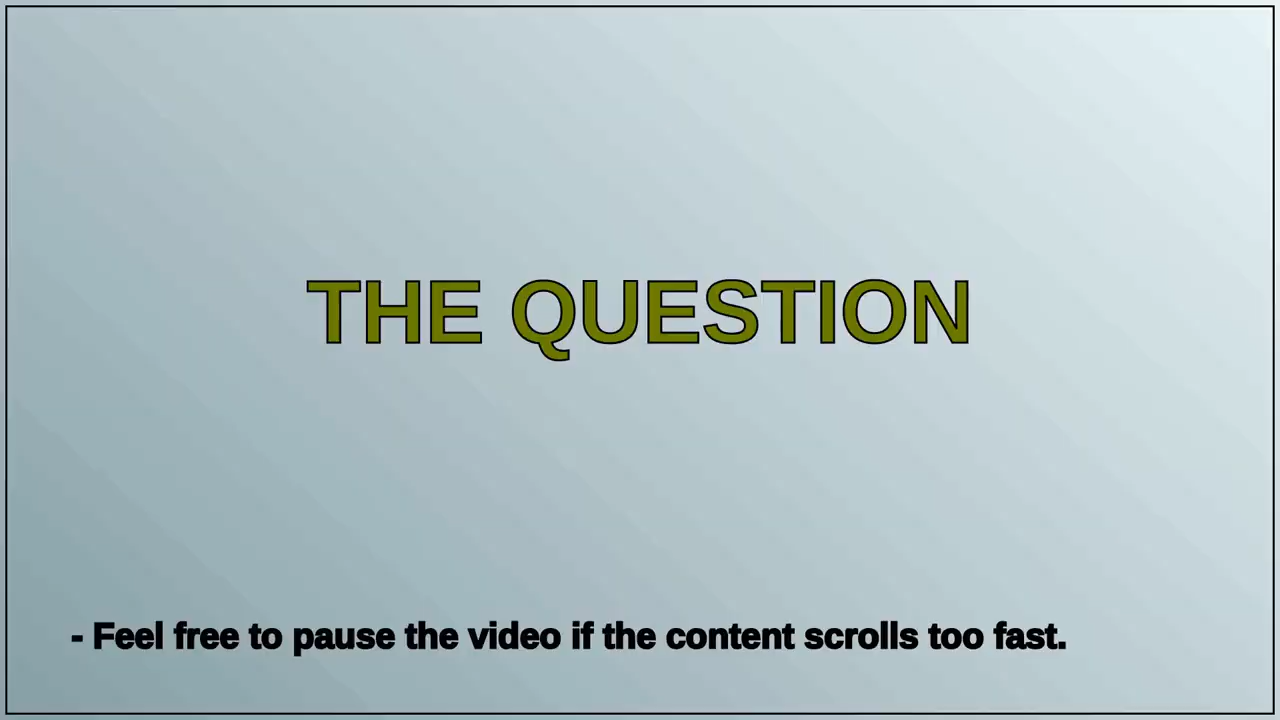 THE QUESTION
- Feel free to pause the video if the content scrolls too fast.